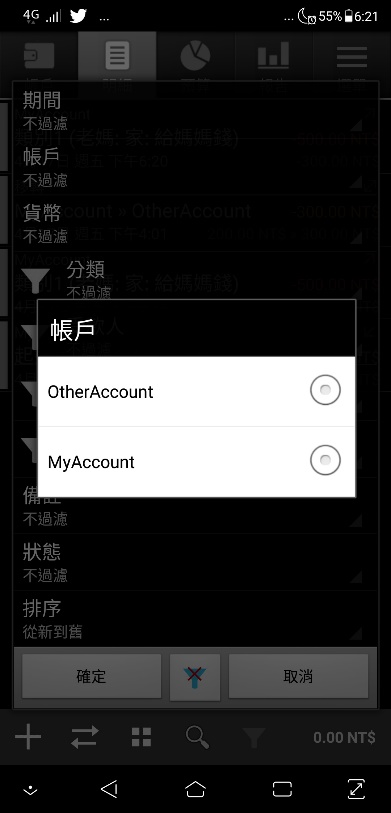 4G
...
... 55% 6:21
期間
不過濾
帳戶
不過濾
貨幣
不過濾
分類
不過濾
帳戶
OtherAccount
MyAccount
備註
不過濾
狀態
不過濾
排序
從新到舊
確定
取消
0.00 NT$